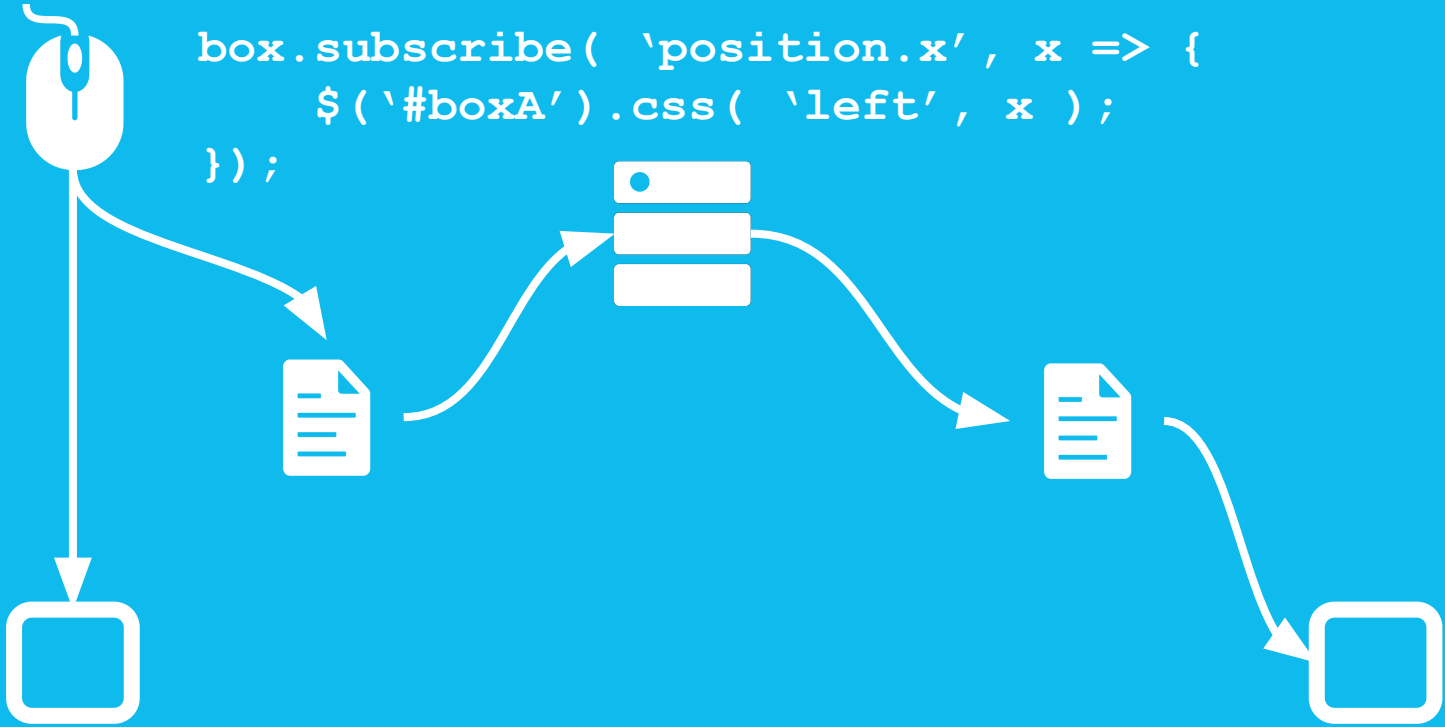 box.subscribe( ‘position.x’, x => {
    $(‘#boxA’).css( ‘left’, x );
});